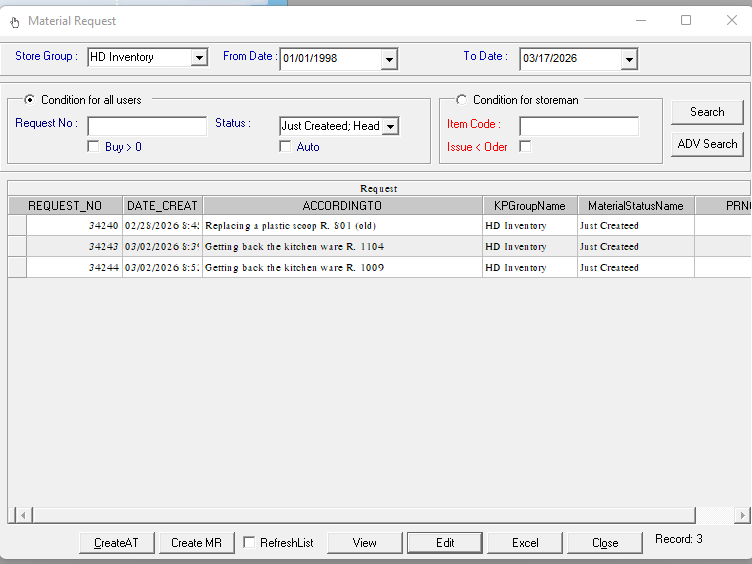 Material Request
Store Group : HD Inventory From Date : 01/01/1998 To Date : 03/17/2026
Condition for all users Condition for storeman
Request No : Status : Just Createed; Head Item Code : Search
Buy > 0 Auto Issue < Oder ADV Search
Request
REQUEST_NO DATE_CREAT ACCORDINGTO KPGroupName MaterialStatusName PRNO
34240 02/28/2026 8:4 Replacing a plastic scoop R. 801 (old) HD Inventory Just Createed
34243 03/02/2026 8:3 Getting back the kitchen ware R. 1104 HD Inventory Just Createed
34244 03/02/2026 8:5 Getting back the kitchen ware R. 1009 HD Inventory Just Createed
CreateAT Create MR RefreshList View Edit Excel Close Record: 3